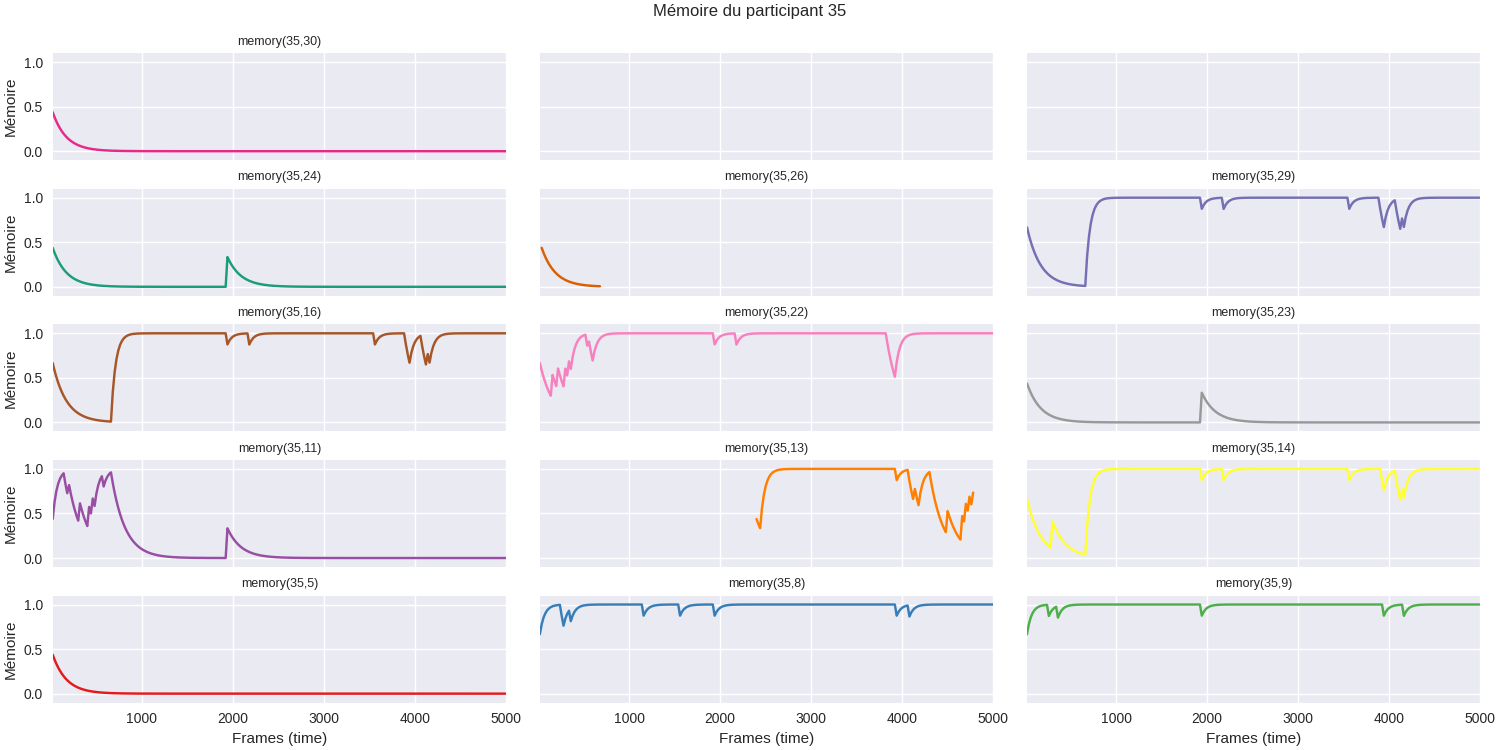 Mémoire du participant 35
memory(35,30)
Mémoire
1.0
0.5
0.0
memory(35,24)
memory(35,26)
memory(35,29)
Mémoire
1.0
0.5
0.0
memory(35,16)
memory(35,22)
memory(35,23)
Mémoire
1.0
0.5
0.0
memory(35,11)
memory(35,13)
memory(35,14)
Mémoire
1.0
0.5
0.0
memory(35,5)
memory(35,8)
memory(35,9)
Mémoire
1.0
0.5
0.0
1000 2000 3000 4000 5000
1000 2000 3000 4000 5000
1000 2000 3000 4000 5000
Frames (time)
Frames (time)
Frames (time)